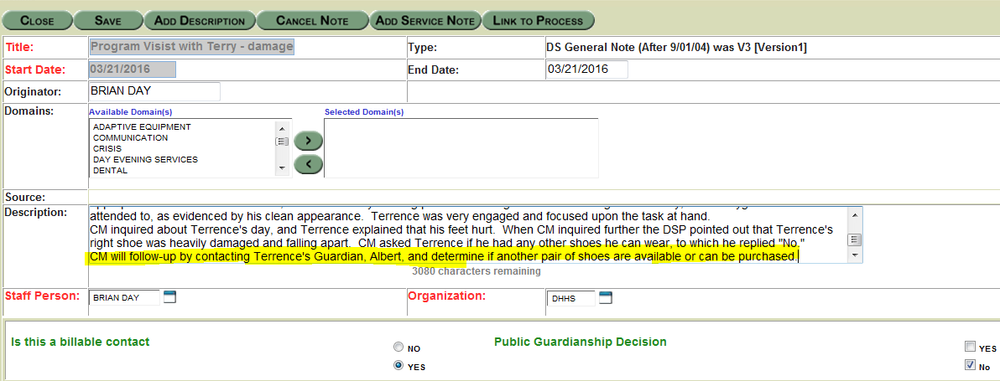 CLOSE SAVE ADD DESCRIPTION CANCEL NOTE ADD SERVICE NOTE LINK TO PROCESS
Title: Program Visist with Terry - damage Type: DS General Note (After 9/01/04) was V3 [Version1]
Start Date: 03/21/2016 End Date: 03/21/2016
Originator: BRIAN DAY
Domains: Available Domain(s) Selected Domain(s)
ADAPTIVE EQUIPMENT
COMMUNICATION
CRISIS
DAY EVENING SERVICES
DENTAL
> 
<
Source:
Description:
attended to, as evidenced by his clean appearance. Terrence was very engaged and focused upon the task at hand.
CM inquired about Terrence's day, and Terrence explained that his feet hurt. When CM inquired further the DSP pointed out that Terrence's
right shoe was heavily damaged and falling apart. CM asked Terrence if he had any other shoes he can wear, to which he replied "No."
CM will follow-up by contacting Terrence's Guardian, Albert, and determine if another pair of shoes are available or can be purchased.
3080 characters remaining
Staff Person: BRIAN DAY Organization: DHHS
Is this a billable contact
NO
YES
Public Guardianship Decision
YES
No